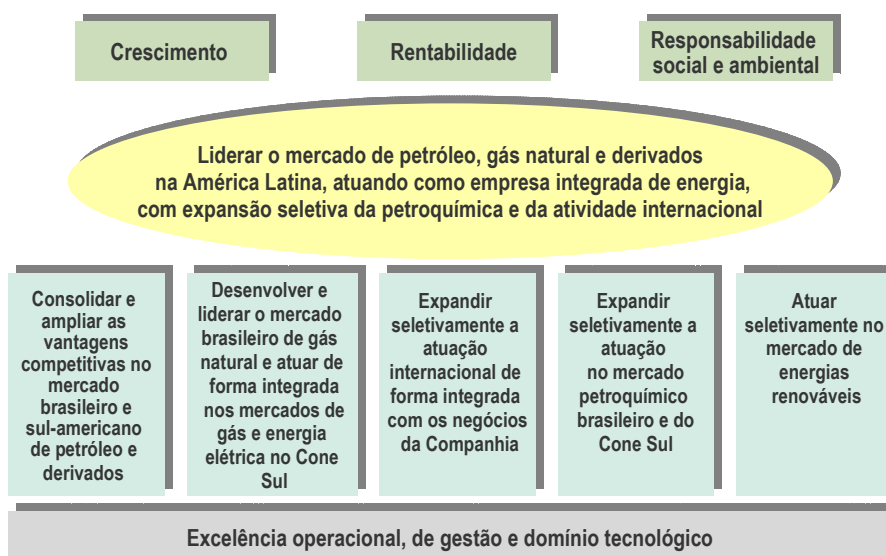 Crescimento
Rentabilidade
Responsabilidade
social e ambiental
Liderar o mercado de petróleo, gás natural e derivados
na América Latina, atuando como empresa integrada de energia,
com expansão seletiva da petroquímica e da atividade internacional
Consolidar e
ampliar as
vantagens
competitivas no
mercado
brasileiro e
sul-americano
de petróleo e
derivados
Desenvolver e
liderar o mercado
brasileiro de gás
natural e atuar de
forma integrada
nos mercados de
gás e energia
elétrica no Cone
Sul
Expandir
seletivamente a
atuação
internacional de
forma integrada
com os negócios
da Companhia
Expandir
seletivamente a
atuação
no mercado
petroquímico
brasileiro e do
Cone Sul
Atuar
seletivamente no
mercado de
energias
renováveis
Excelência operacional, de gestão e domínio tecnológico